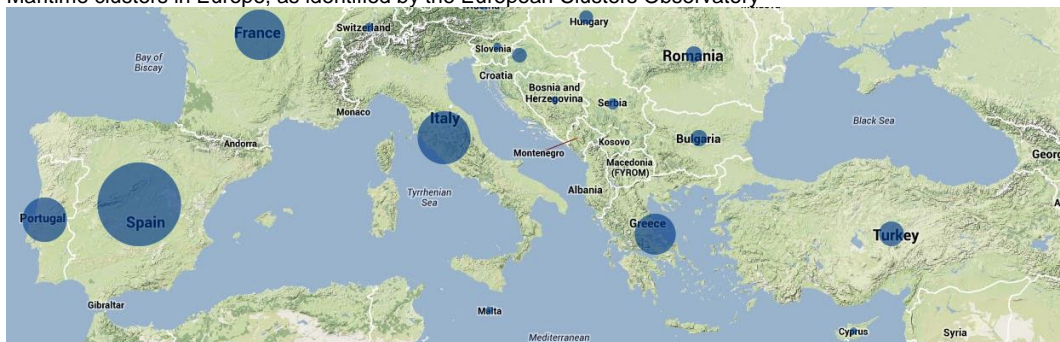 Maritime clusters in Europe, as identified by the European Clusters Observatory
France
Switzerland
Hungary
Bay of
Biscay
Slovenia
Romania
Croatia
Bosnia and
Herzegovina
Serbia
Monaco
Italy
Black Sea
Andorra
Montenegro
Kosovo
Bulgaria
Geor
Macedonia
(FYROM)
Tyrrhenian
Sea
Albania
Portugal
Spain
Greece
Turkey
Gibraltar
Malta
Mediterranean
Cyprus
Syria